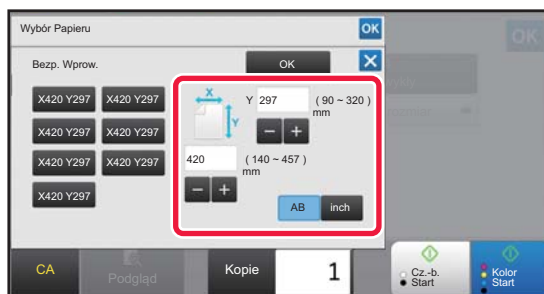 Wybór Papieru
OK
OK
Bezp. Wprow.
OK
X420 Y297
X420 Y297
X
Y
Y 297
( 90 ~ 320 )
mm
X420 Y297
X420 Y297
X420 Y297
X420 Y297
420
( 140 ~ 457 )
mm
X420 Y297
AB
inch
CA
Podgląd
Kopie
1
Cz.-b.
Start
Kolor
Start